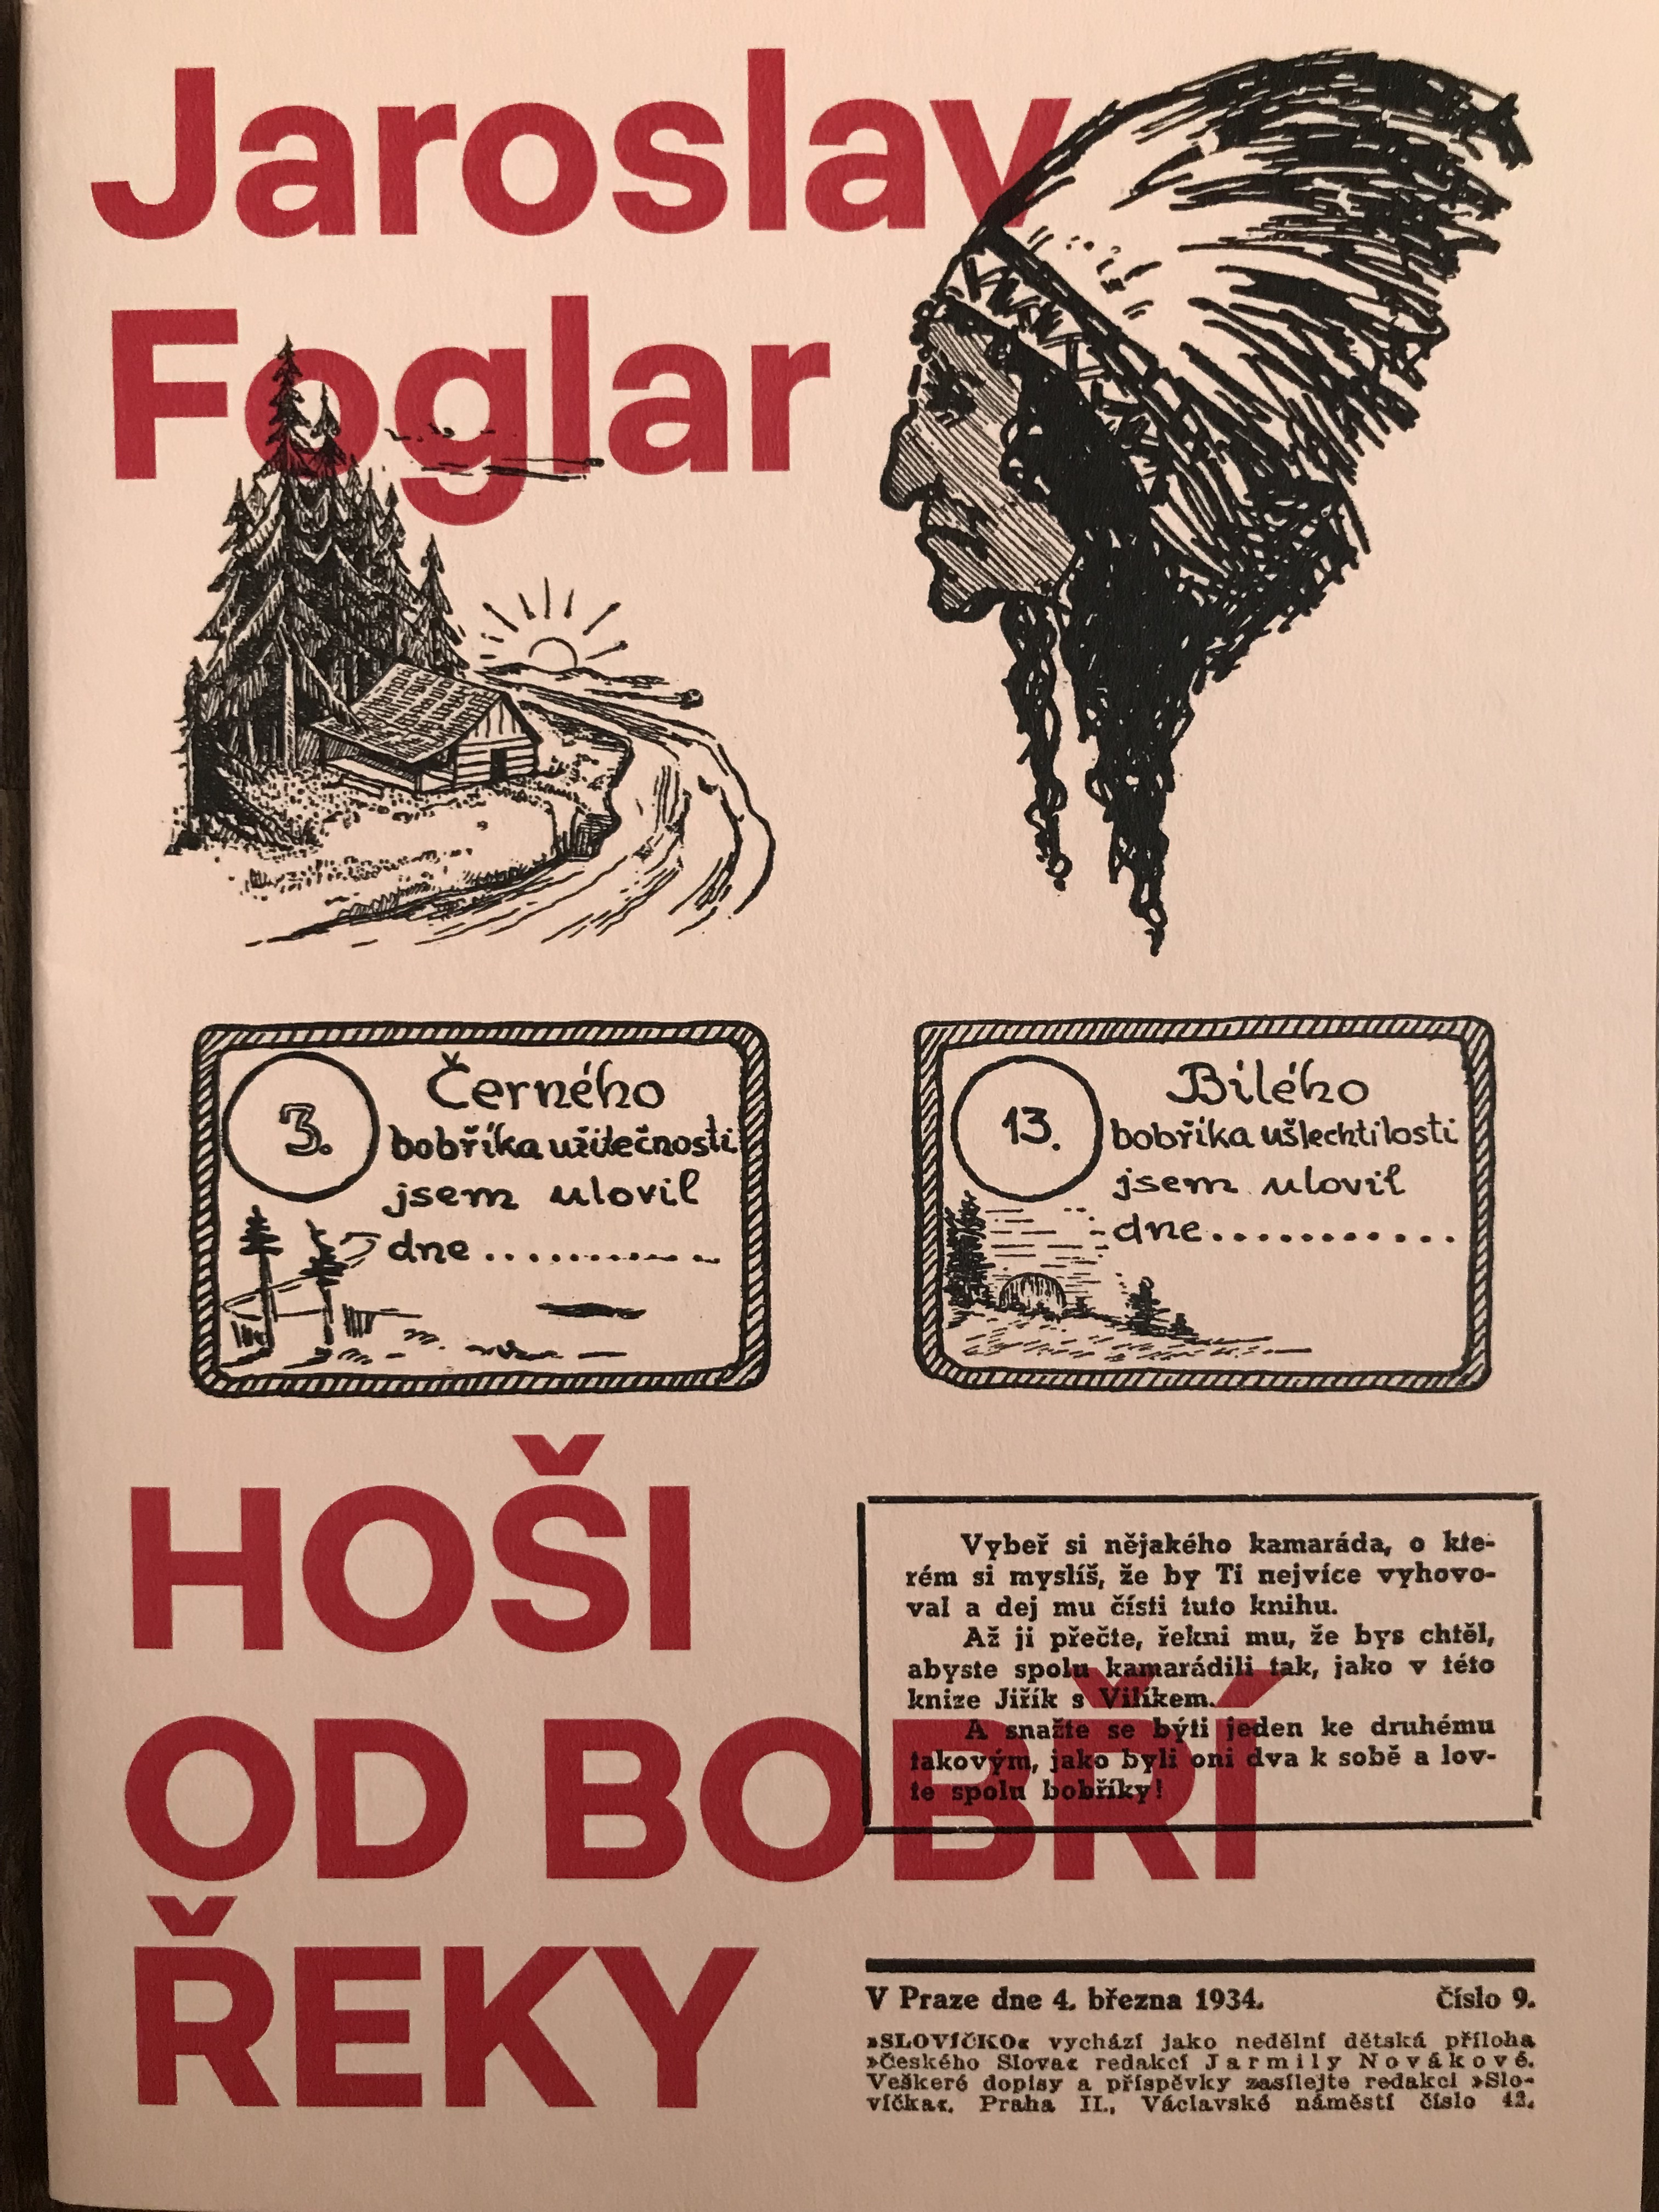 Jaroslav
Foglar
3.
Černého
bobříka užitečnosti
jsem ulovil
dne............
13.
Bílého
bobříka ušlechtilosti
jsem ulovil
dne............
HOŠI
OD BOBŘÍ
ŘEKY
Vybeř si nějakého kamaráda, o kte-
rém si myslíš, že by Ti nejvíce vyhovo-
val a dej mu čísti tuto knihu.
Až ji přečte, řekni mu, že bys chtěl,
abyste spolu kamarádili tak, jako v této
knize Jiřík s Vilíkem.
A snažte se býti jeden ke druhému
takovým, jako byli oni dva k sobě a lov-
te spolu bobříky!
V Praze dne 4. března 1934. Číslo 9.
»SLOVÍČKO« vychází jako nedělní dětská příloha
»Českého Slova« redakcí Jarmily Novákové.
Veškeré dopisy a příspěvky zasílejte redakci »Slo-
víčka«, Praha II., Václavské náměstí číslo 42.